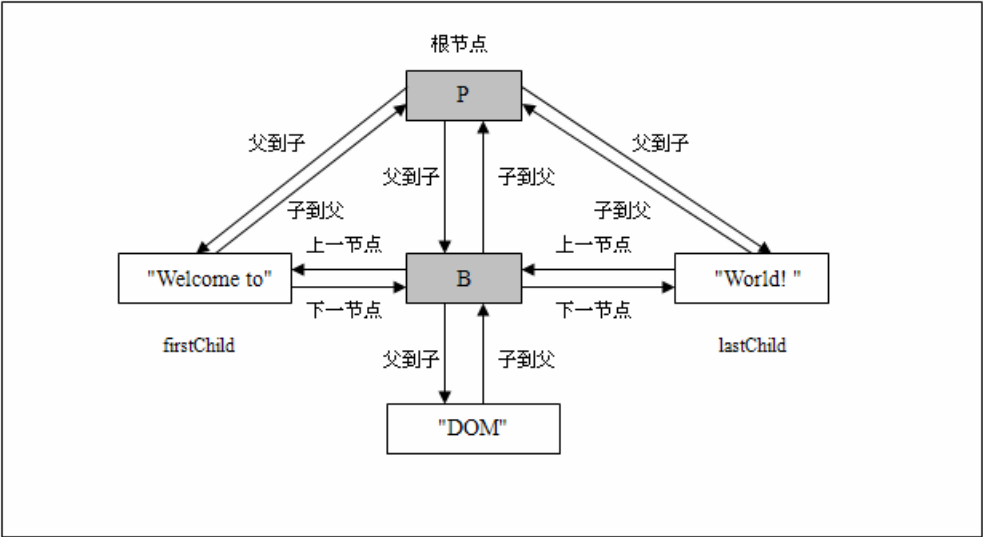 根节点
P
父到子
父到子
父到子
子到父
子到父
子到父
上一节点
上一节点
"Welcome to"
B
"World! "
下一节点
下一节点
firstChild
lastChild
父到子
子到父
"DOM"